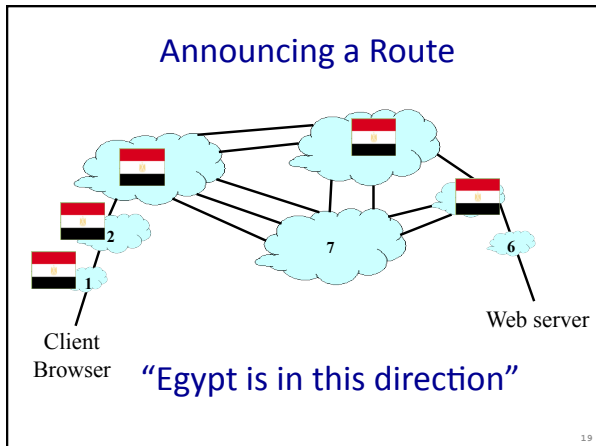 Announcing a Route
2
7
6
1
Web server
Client
Browser
“Egypt is in this direction”
19